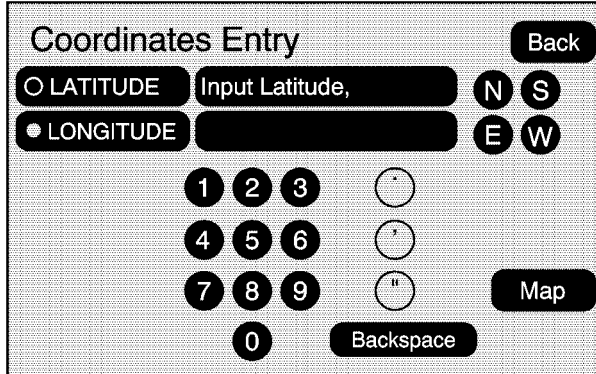 Coordinates Entry Back
LATITUDE Input Latitude, N S
LONGITUDE E W
1 2 3 °
4 5 6 '
7 8 9 " Map
0 Backspace